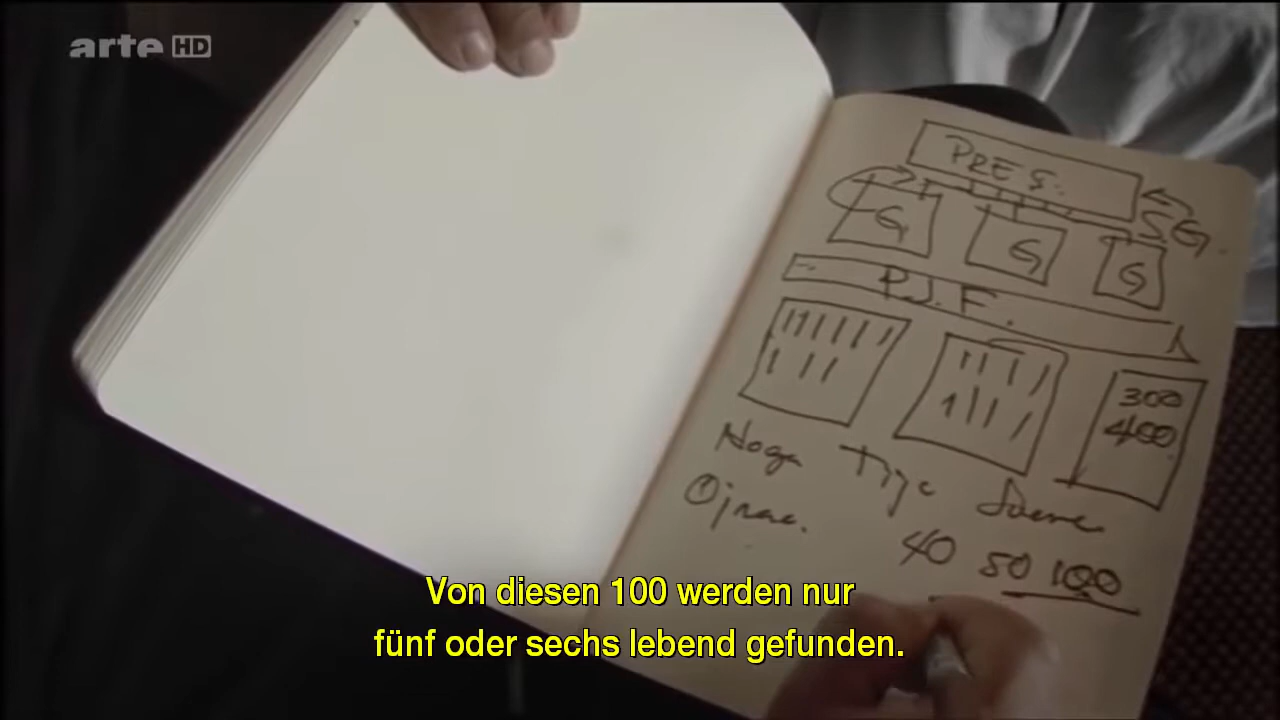 arte HD
PRES.
SG.
G G G
P.J.F.
300
400
40 50 100
Von diesen 100 werden nur
fünf oder sechs lebend gefunden.